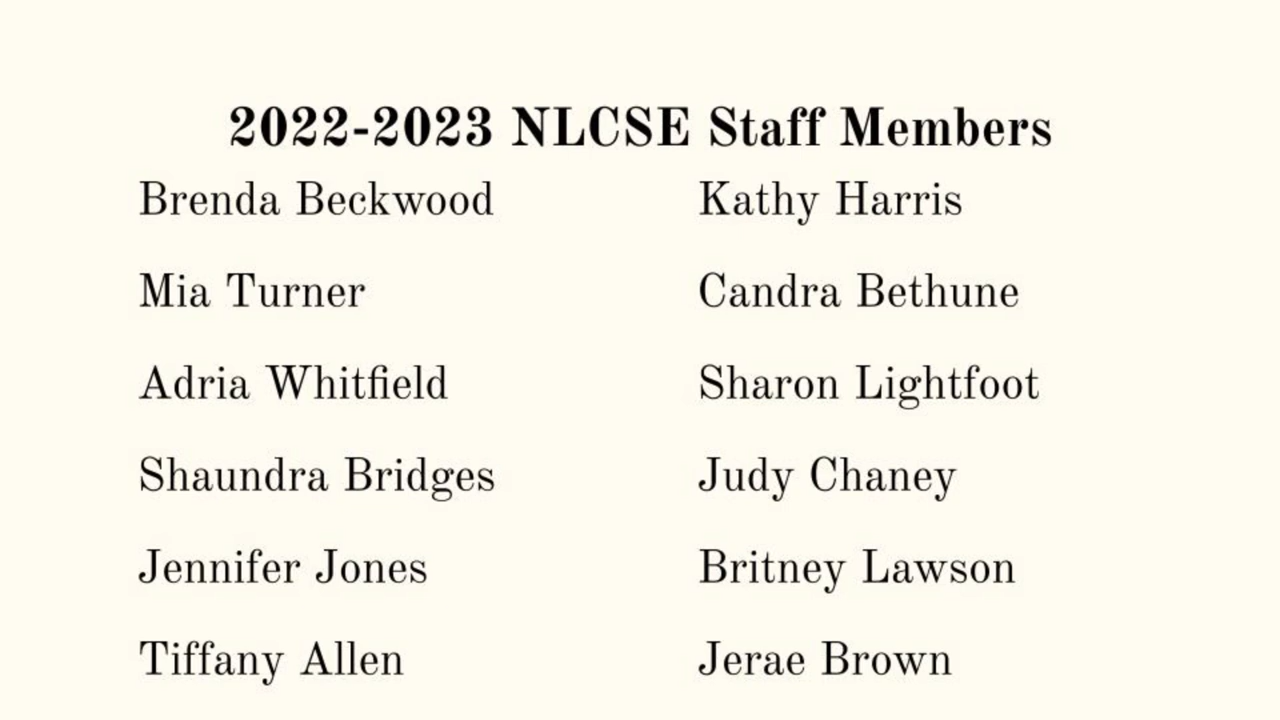 2022-2023 NLCSE Staff Members
Brenda Beckwood
Mia Turner
Adria Whitfield
Shaundra Bridges
Jennifer Jones
Tiffany Allen
Kathy Harris
Candra Bethune
Sharon Lightfoot
Judy Chaney
Britney Lawson
Jerae Brown